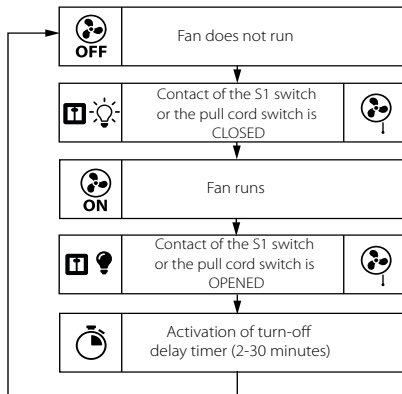 OFF
Fan does not run
Contact of the S1 switch
or the pull cord switch is
CLOSED
ON
Fan runs
Contact of the S1 switch
or the pull cord switch is
OPENED
Activation of turn-off
delay timer (2-30 minutes)